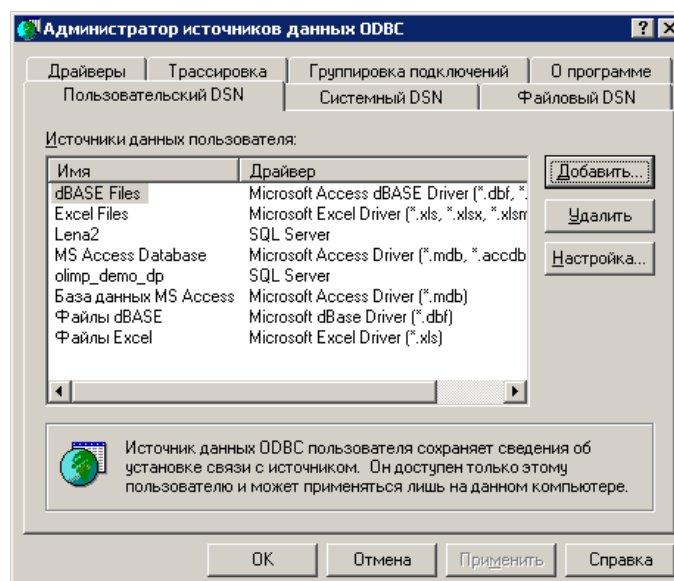 Администратор источников данных ODBC
Драйверы Трассировка Группировка подключений О программе
Пользовательский DSN Системный DSN Файловый DSN
Источники данных пользователя:
Имя Драйвер
dBASE Files Microsoft Access dBASE Driver (*.dbf, *.
Excel Files Microsoft Excel Driver (*.xls, *.xlsx, *.xlsm
Lena2 SQL Server
MS Access Database Microsoft Access Driver (*.mdb, *.accdb
olimp_demo_dp SQL Server
База данных MS Access Microsoft Access Driver (*.mdb)
Файлы dBASE Microsoft dBase Driver (*.dbf)
Файлы Excel Microsoft Excel Driver (*.xls)
Добавить...
Удалить
Настройка...
Источник данных ODBC пользователя сохраняет сведения об
установке связи с источником. Он доступен только этому
пользователю и может применяться лишь на данном компьютере.
OK Отмена Применить Справка